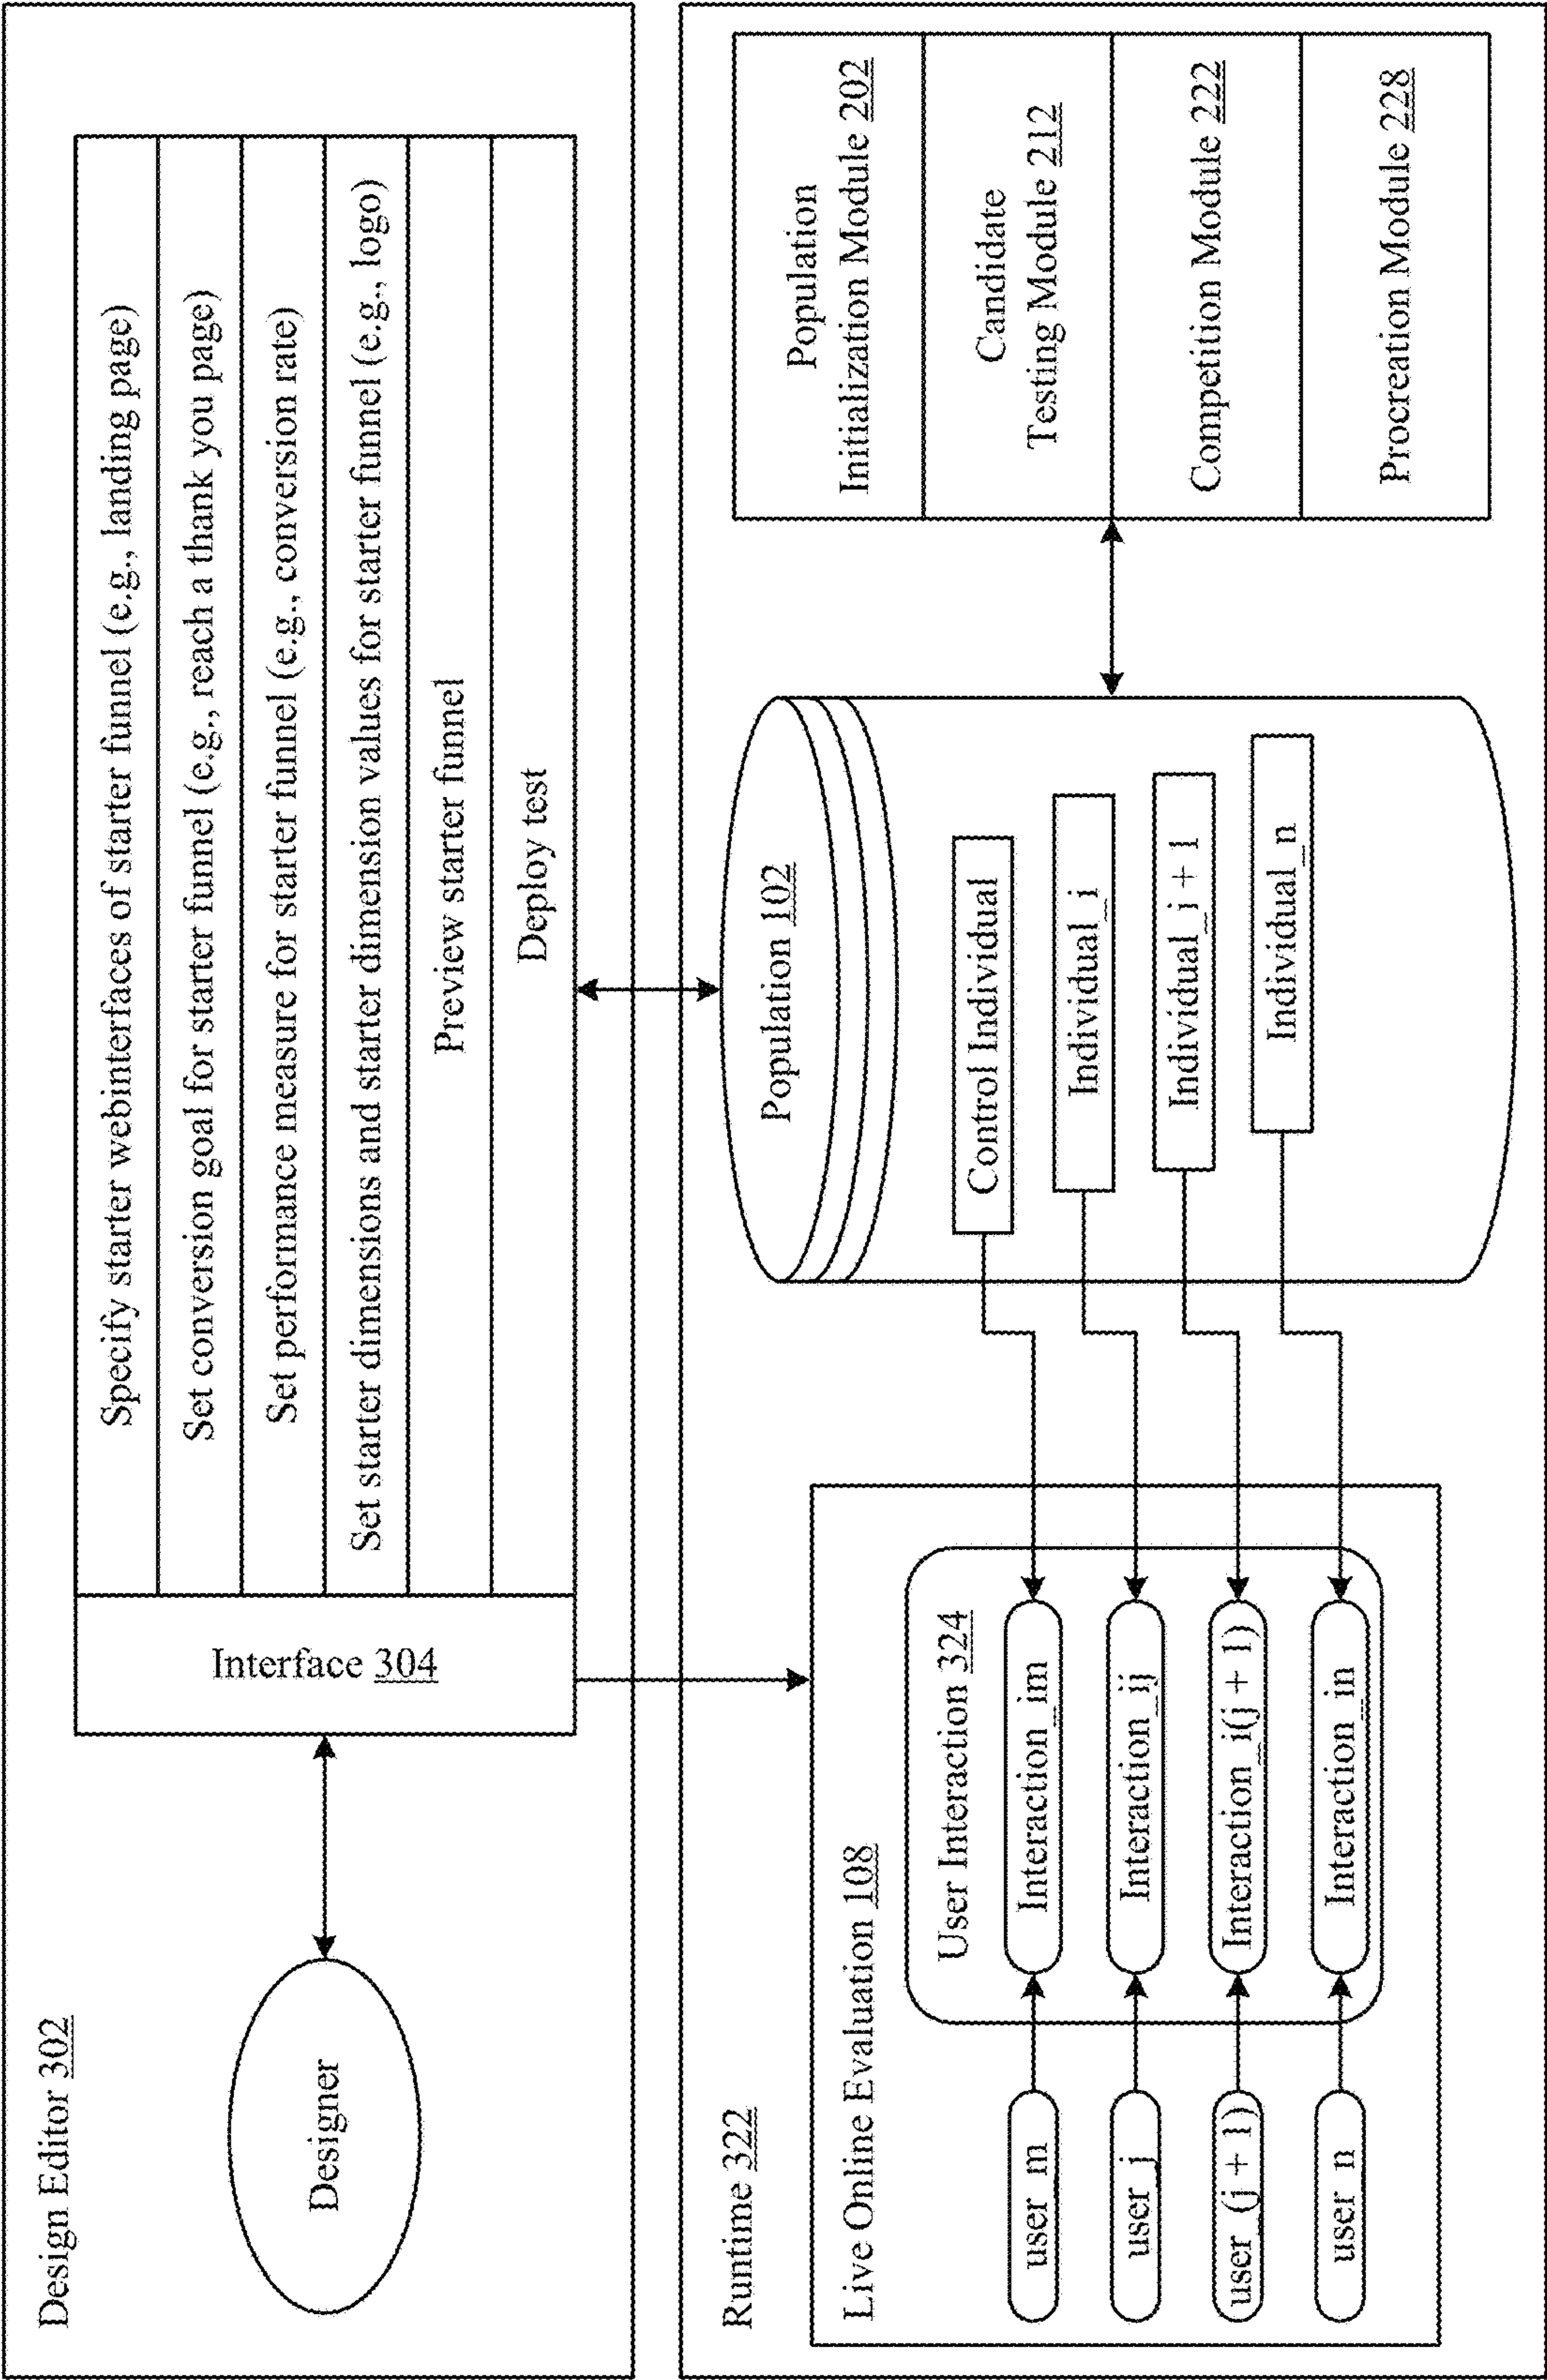 Design Editor 302
Designer
Interface 304
Specify starter webinterfaces of starter funnel (e.g., landing page)
Set conversion goal for starter funnel (e.g., reach a thank you page)
Set performance measure for starter funnel (e.g., conversion rate)
Set starter dimensions and starter dimension values for starter funnel (e.g., logo)
Preview starter funnel
Deploy test
Runtime 322
Live Online Evaluation 108
user_m
user_j
user_(j + 1)
user_n
User Interaction 324
Interaction_im
Interaction_ij
Interaction_i(j + 1)
Interaction_in
Population 102
Control Individual
Individual_i
Individual_i + 1
Individual_n
Population
Initialization Module 202
Candidate
Testing Module 212
Competition Module 222
Procreation Module 228